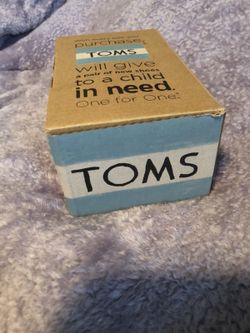 purchase,
TOMS
will give
a pair of new shoes
to a child
in need.
One for One.
TOMS